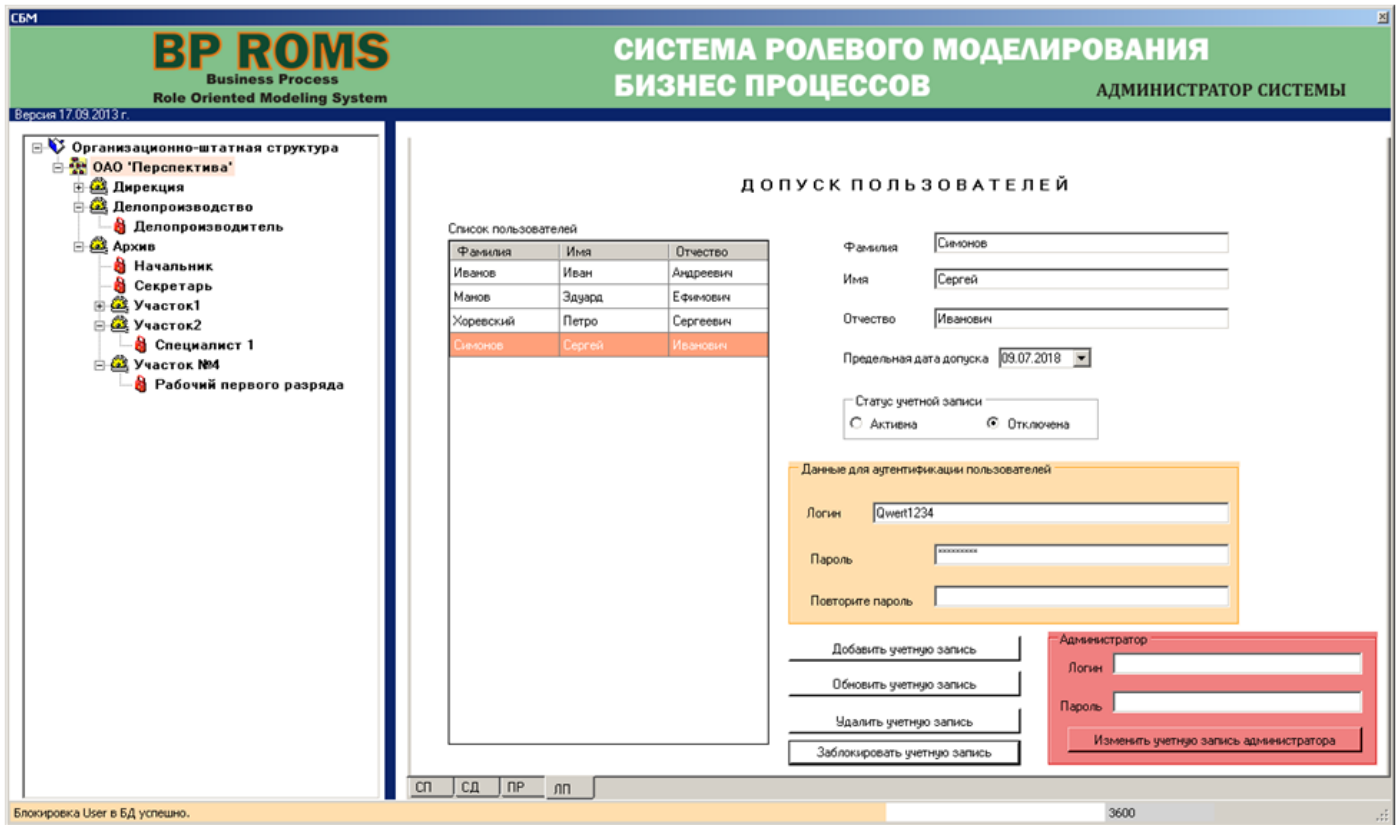 СБМ
BP ROMS
Business Process
Role Oriented Modeling System
СИСТЕМА РОЛЕВОГО МОДЕЛИРОВАНИЯ
БИЗНЕС ПРОЦЕССОВ
АДМИНИСТРАТОР СИСТЕМЫ
Версия 17.09.2013 г.
Организационно-штатная структура
ОАО 'Перспектива'
Дирекция
Делопроизводство
Делопроизводитель
Архив
Начальник
Секретарь
Участок1
Участок2
Специалист 1
Участок №4
Рабочий первого разряда
ДОПУСК ПОЛЬЗОВАТЕЛЕЙ
Список пользователей
Фамилия Имя Отчество
Иванов Иван Андреевич
Манов Эдуард Ефимович
Хоревский Петро Сергеевич
Симонов Сергей Иванович
Фамилия Симонов
Имя Сергей
Отчество Иванович
Предельная дата допуска 09.07.2018
Статус учетной записи
Активна Отключена
Данные для аутентификации пользователей
Логин Qwert1234
Пароль *********
Повторите пароль
Добавить учетную запись
Обновить учетную запись
Удалить учетную запись
Заблокировать учетную запись
Администратор
Логин
Пароль
Изменить учетную запись администратора
СП СД ПР ЛП
Блокировка User в БД успешно. 3600